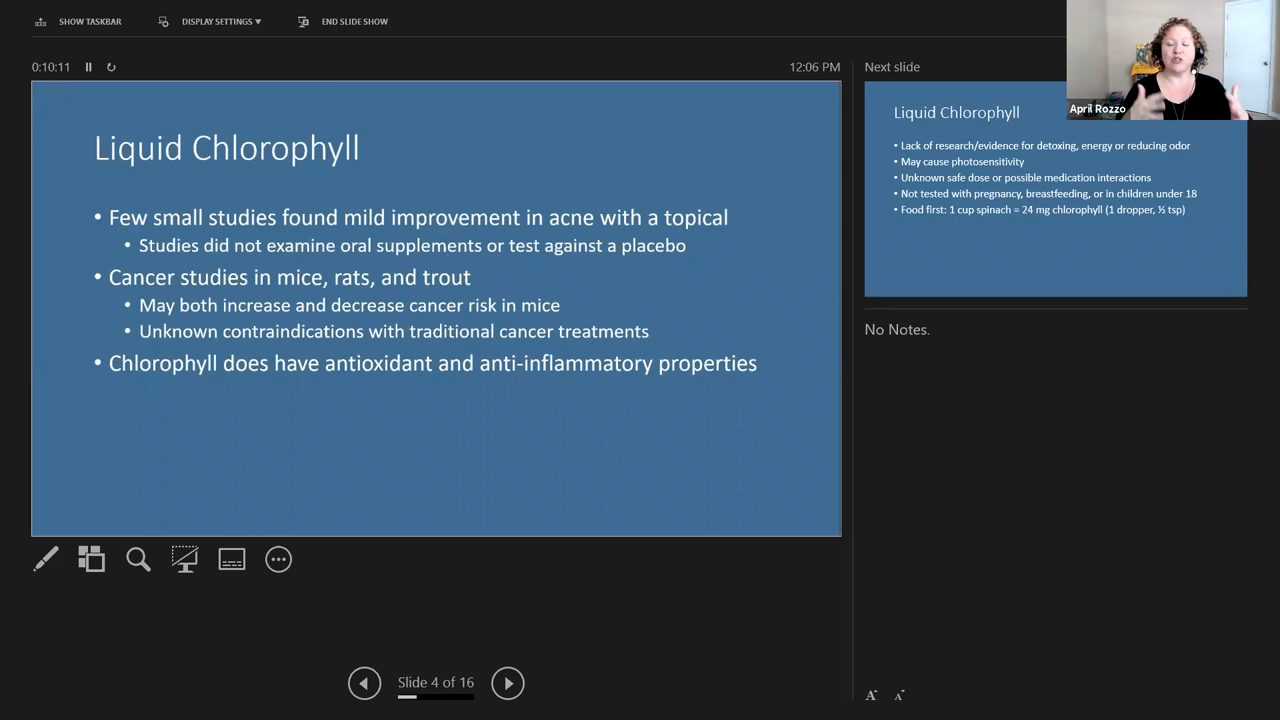 SHOW TASKBAR
DISPLAY SETTINGS ▾
END SLIDE SHOW
0:10:11
12:06 PM
Liquid Chlorophyll
• Few small studies found mild improvement in acne with a topical
• Studies did not examine oral supplements or test against a placebo
• Cancer studies in mice, rats, and trout
• May both increase and decrease cancer risk in mice
• Unknown contraindications with traditional cancer treatments
• Chlorophyll does have antioxidant and anti-inflammatory properties
Slide 4 of 16
Next slide
April Rozzo
Liquid Chlorophyll
• Lack of research/evidence for detoxing, energy or reducing odor
• May cause photosensitivity
• Unknown safe dose or possible medication interactions
• Not tested with pregnancy, breastfeeding, or in children under 18
• Food first: 1 cup spinach = 24 mg chlorophyll (1 dropper, ½ tsp)
No Notes.
A A